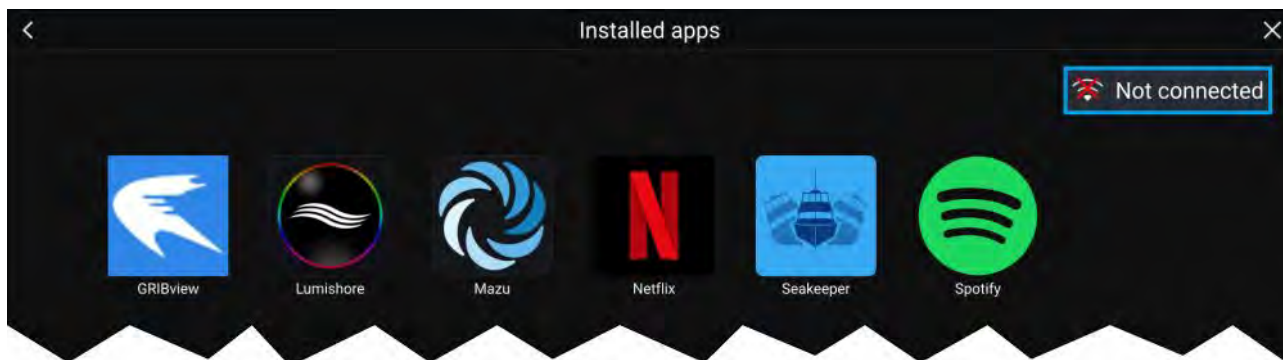 Installed apps
Not connected
GRIBview Lumishore Mazu Netflix Seakeeper Spotify